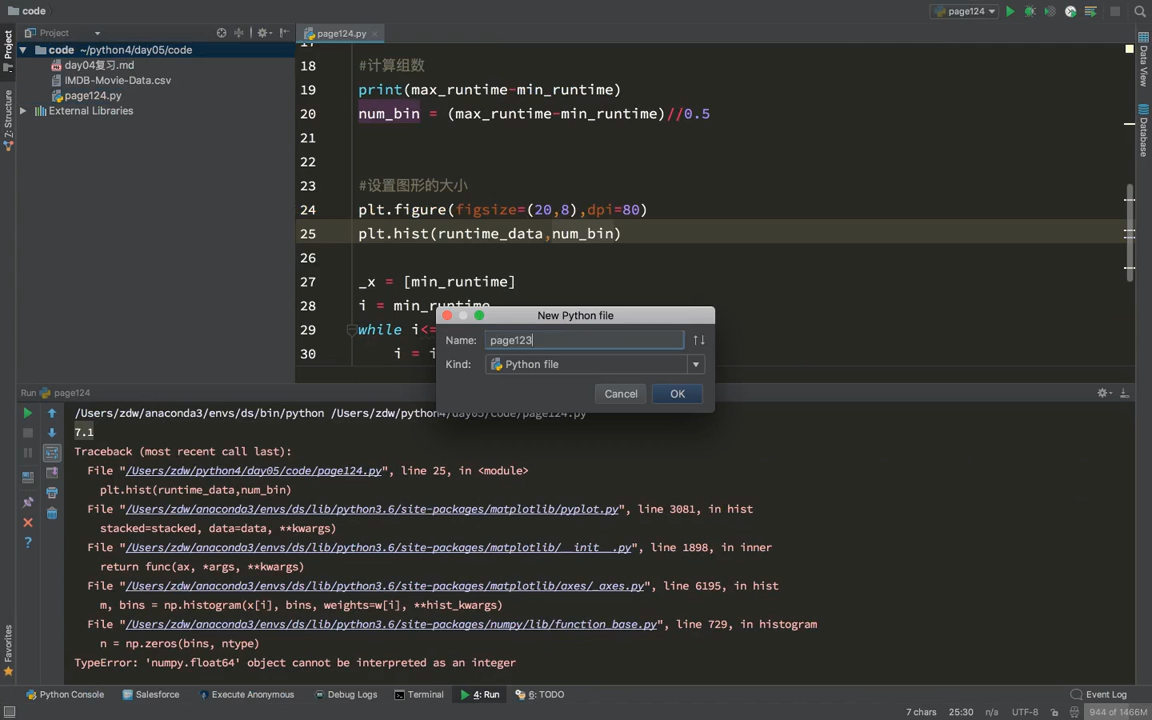 code
page124
Project
page124.py
code ~/python4/day05/code
day04复习.md
IMDB-Movie-Data.csv
page124.py
External Libraries
Project
Z: Structure
Favorites
Data View
Database
18 #计算组数
19 print(max_runtime-min_runtime)
20 num_bin = (max_runtime-min_runtime)//0.5
21
22
23 #设置图形的大小
24 plt.figure(figsize=(20,8),dpi=80)
25 plt.hist(runtime_data,num_bin)
26
27 _x = [min_runtime]
28 i = min_runtime
29 while i<=
30 i = i
New Python file
Name: page123
Kind: Python file
Cancel OK
Run page124
/Users/zdw/anaconda3/envs/ds/bin/python /Users/zdw/python4/day05/code/page124.py
7.1
Traceback (most recent call last):
File "/Users/zdw/python4/day05/code/page124.py", line 25, in <module>
plt.hist(runtime_data,num_bin)
File "/Users/zdw/anaconda3/envs/ds/lib/python3.6/site-packages/matplotlib/pyplot.py", line 3081, in hist
stacked=stacked, data=data, **kwargs)
File "/Users/zdw/anaconda3/envs/ds/lib/python3.6/site-packages/matplotlib/__init__.py", line 1898, in inner
return func(ax, *args, **kwargs)
File "/Users/zdw/anaconda3/envs/ds/lib/python3.6/site-packages/matplotlib/axes/_axes.py", line 6195, in hist
m, bins = np.histogram(x[i], bins, weights=w[i], **hist_kwargs)
File "/Users/zdw/anaconda3/envs/ds/lib/python3.6/site-packages/numpy/lib/function_base.py", line 729, in histogram
n = np.zeros(bins, ntype)
TypeError: 'numpy.float64' object cannot be interpreted as an integer
Python Console Salesforce Execute Anonymous Debug Logs Terminal 4: Run 6: TODO Event Log
7 chars 25:30 n/a UTF-8 944 of 1466M